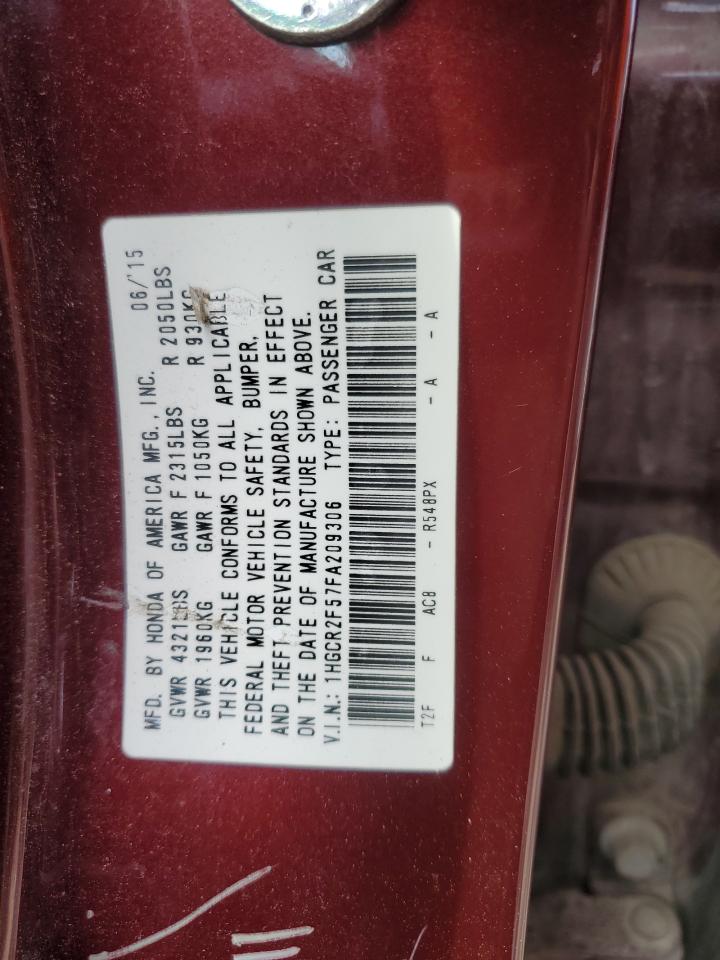 MFD. BY HONDA OF AMERICA MFG., INC. 06/'15
GVWR 4321LBS GAWR F 2315LBS R 2050LBS
GVWR 1960KG GAWR F 1050KG R 930KG
THIS VEHICLE CONFORMS TO ALL APPLICABLE
FEDERAL MOTOR VEHICLE SAFETY, BUMPER,
AND THEFT PREVENTION STANDARDS IN EFFECT
ON THE DATE OF MANUFACTURE SHOWN ABOVE.
V.I.N.: 1HGCR2F57FA209306 TYPE: PASSENGER CAR
T2F F AC8 - R548PX - A - A